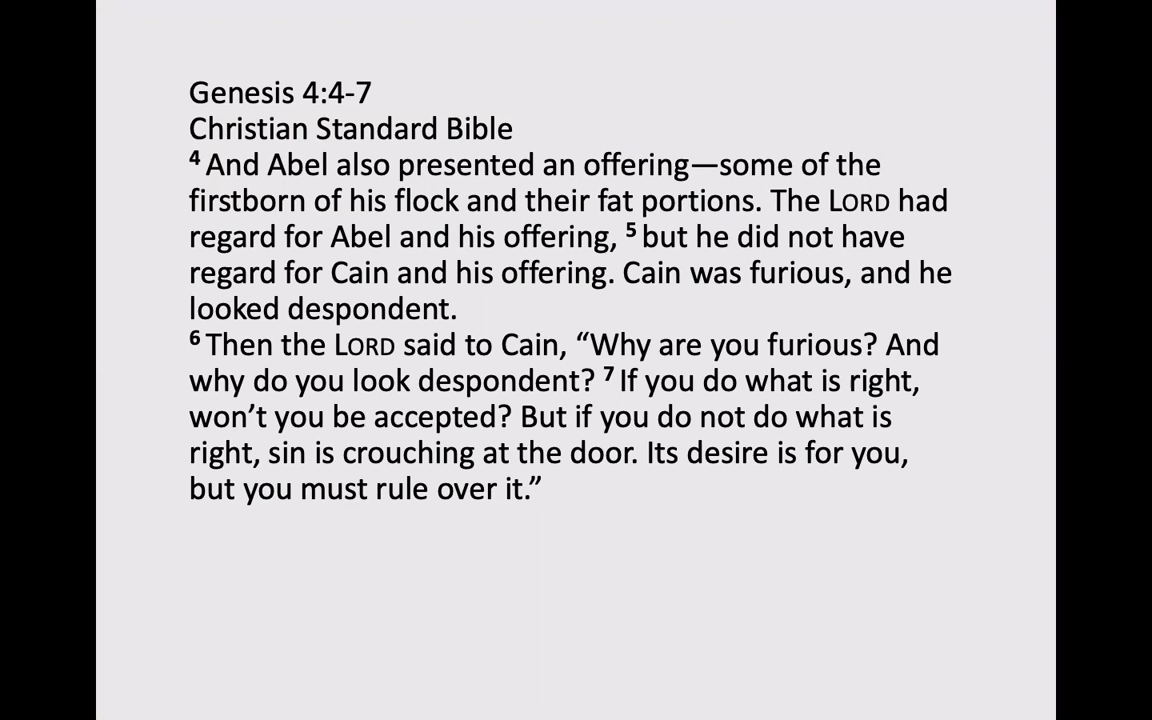 Genesis 4:4-7
Christian Standard Bible
⁴ And Abel also presented an offering—some of the
firstborn of his flock and their fat portions. The LORD had
regard for Abel and his offering, ⁵ but he did not have
regard for Cain and his offering. Cain was furious, and he
looked despondent.
⁶ Then the LORD said to Cain, “Why are you furious? And
why do you look despondent? ⁷ If you do what is right,
won’t you be accepted? But if you do not do what is
right, sin is crouching at the door. Its desire is for you,
but you must rule over it.”